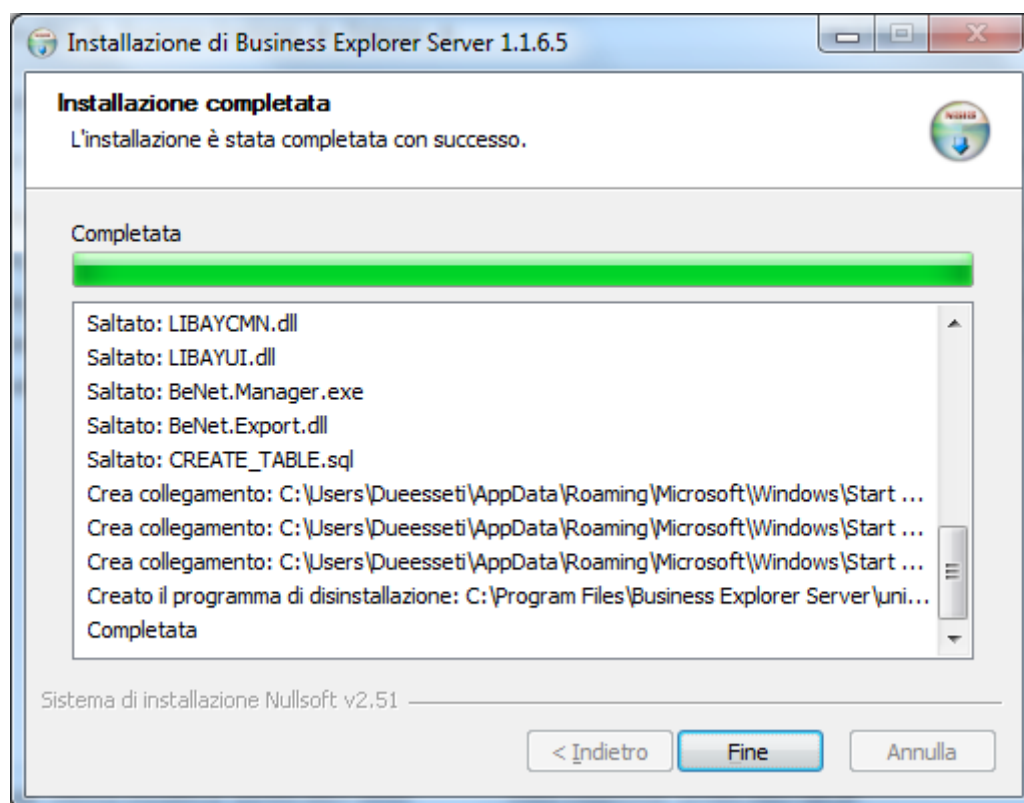 Installazione di Business Explorer Server 1.1.6.5
Installazione completata
L'installazione è stata completata con successo.
Completata
Saltato: LIBAYCMN.dll
Saltato: LIBAYUI.dll
Saltato: BeNet.Manager.exe
Saltato: BeNet.Export.dll
Saltato: CREATE_TABLE.sql
Crea collegamento: C:\Users\Dueesseti\AppData\Roaming\Microsoft\Windows\Start ...
Crea collegamento: C:\Users\Dueesseti\AppData\Roaming\Microsoft\Windows\Start ...
Crea collegamento: C:\Users\Dueesseti\AppData\Roaming\Microsoft\Windows\Start ...
Creato il programma di disinstallazione: C:\Program Files\Business Explorer Server\uni...
Completata
Sistema di installazione Nullsoft v2.51
< Indietro
Fine
Annulla